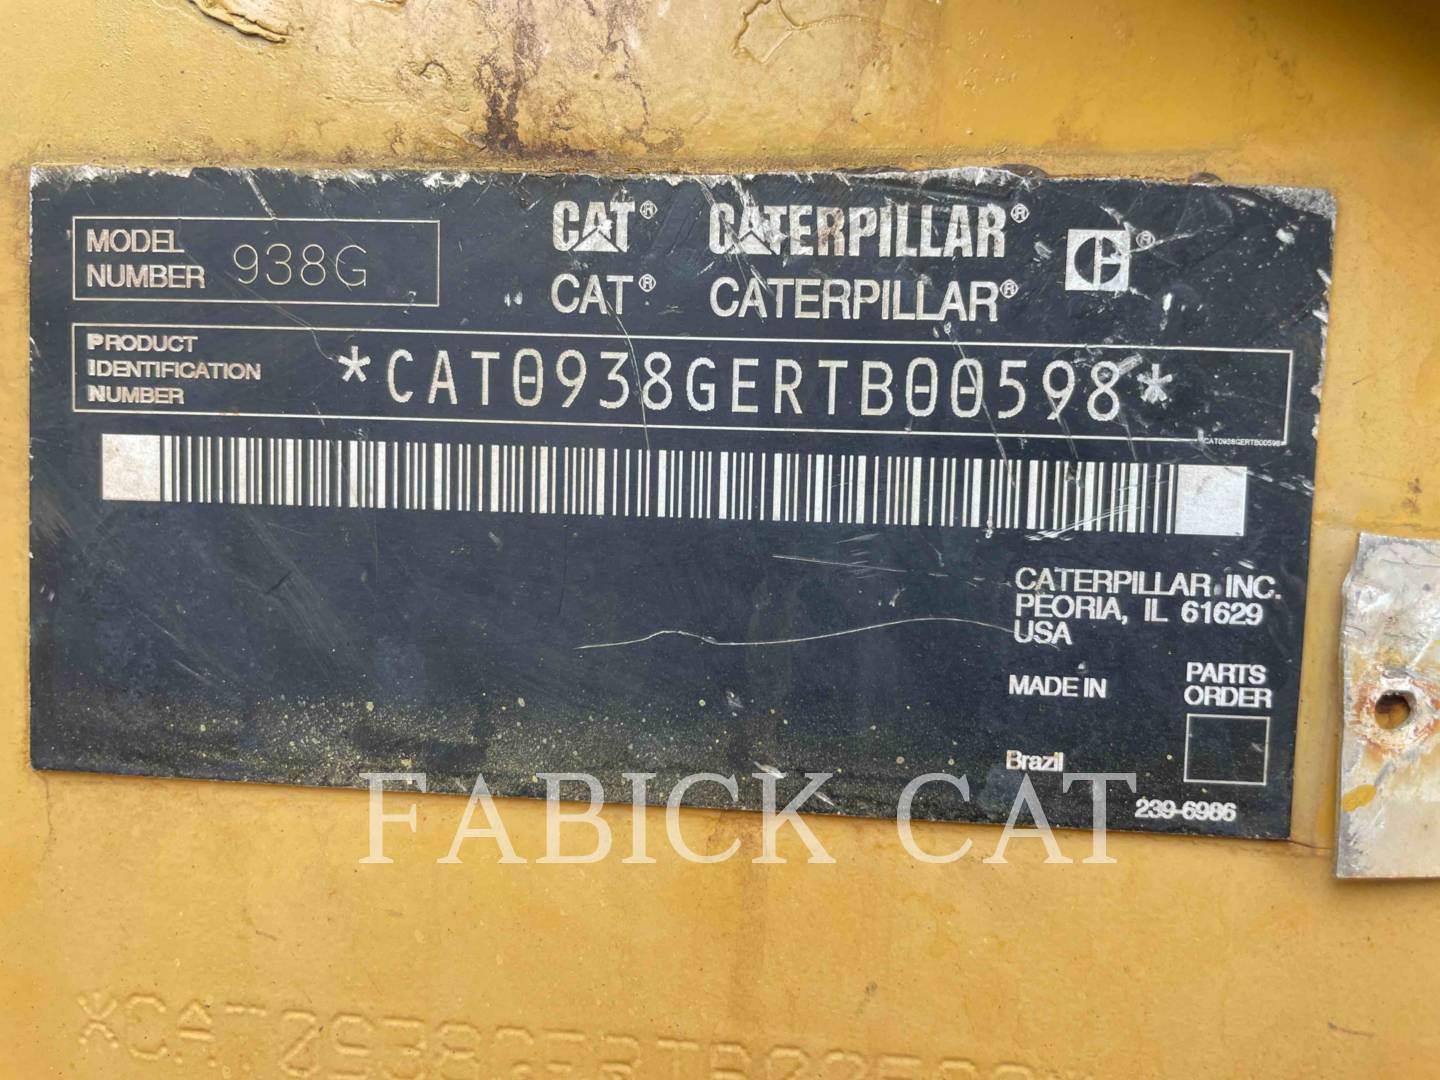 MODEL NUMBER 938G
CAT® CATERPILLAR® ®
CAT® CATERPILLAR®
PRODUCT
IDENTIFICATION
NUMBER
*CAT0938GERTB00598*
CAT0938GERTB00598
CATERPILLAR INC.
PEORIA, IL 61629
USA
MADE IN
Brazil
PARTS
ORDER
239-6986
FABICK CAT